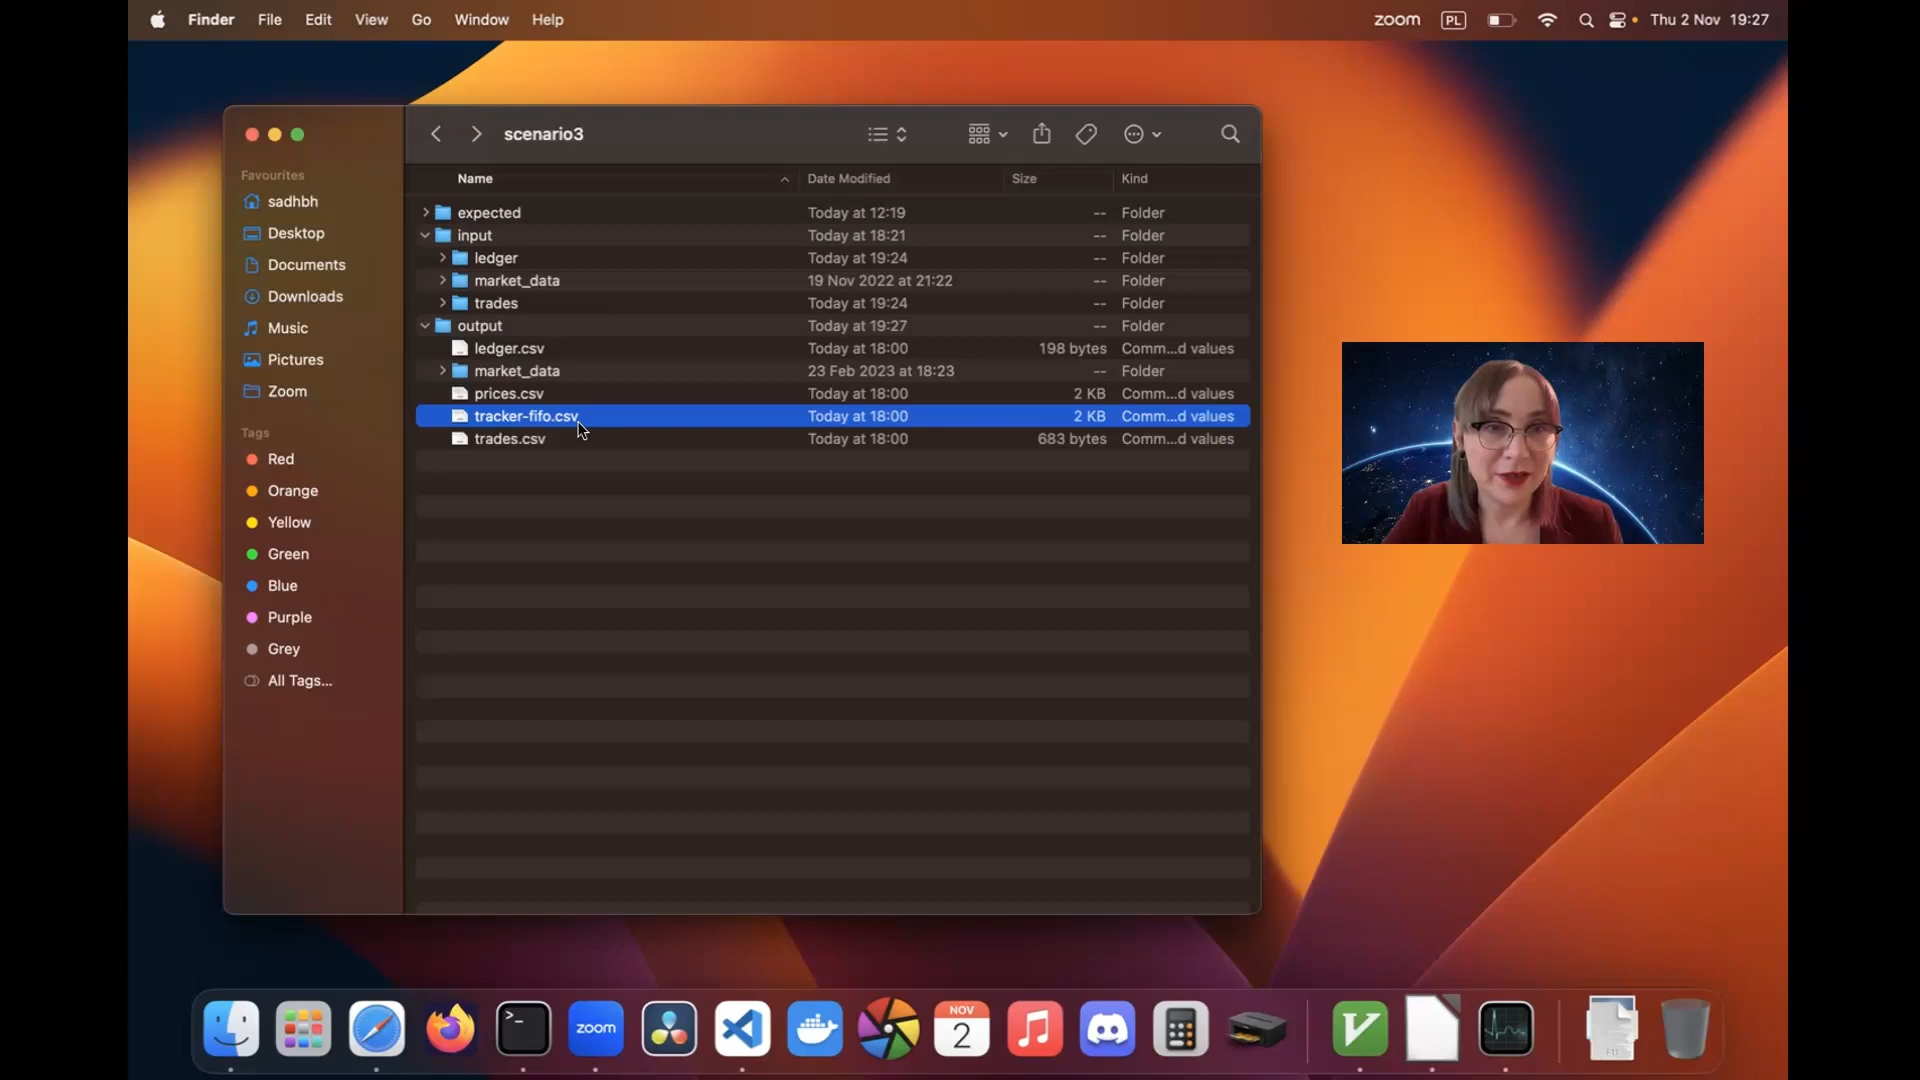 Finder File Edit View Go Window Help zoom PL Thu 2 Nov 19:27
scenario3
Favourites
sadhbh
Desktop
Documents
Downloads
Music
Pictures
Zoom
Tags
Red
Orange
Yellow
Green
Blue
Purple
Grey
All Tags...
Name Date Modified Size Kind
expected Today at 12:19 -- Folder
input Today at 18:21 -- Folder
ledger Today at 19:24 -- Folder
market_data 19 Nov 2022 at 21:22 -- Folder
trades Today at 19:24 -- Folder
output Today at 19:27 -- Folder
ledger.csv Today at 18:00 198 bytes Comm...d values
market_data 23 Feb 2023 at 18:23 -- Folder
prices.csv Today at 18:00 2 KB Comm...d values
tracker-fifo.csv Today at 18:00 2 KB Comm...d values
trades.csv Today at 18:00 683 bytes Comm...d values
zoom NOV
2